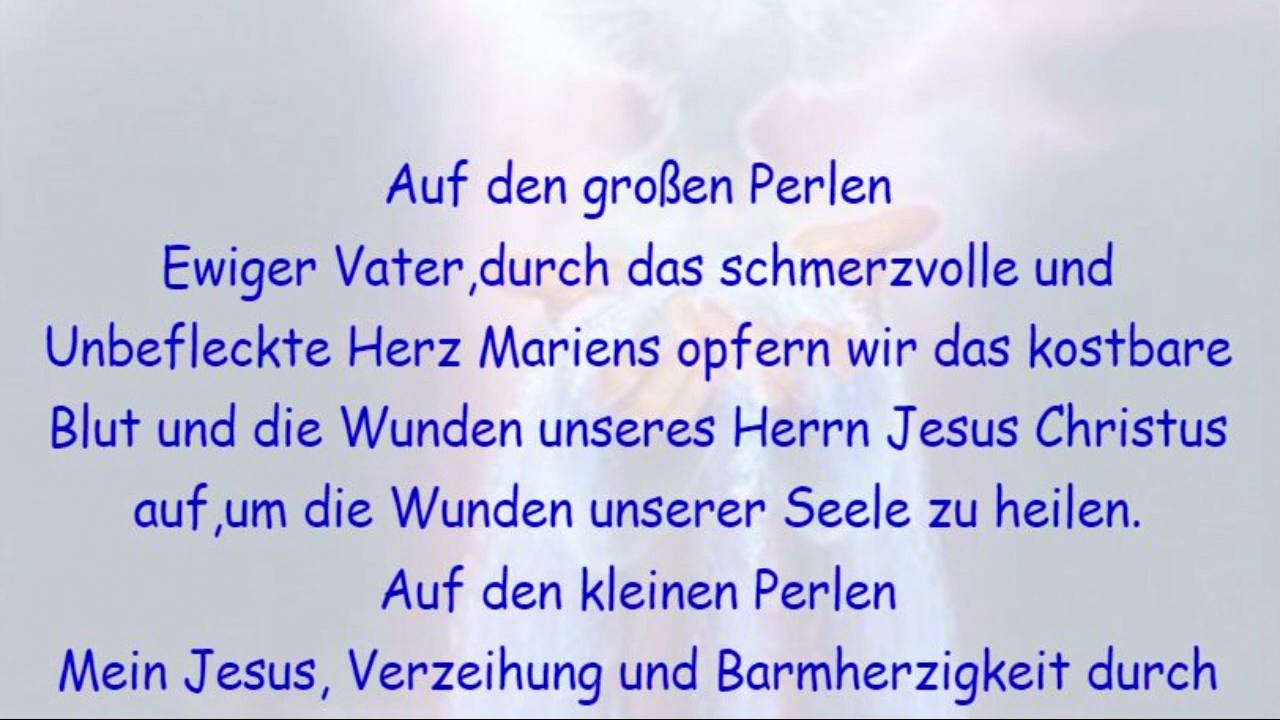 Auf den großen Perlen
Ewiger Vater,durch das schmerzvolle und
Unbefleckte Herz Mariens opfern wir das kostbare
Blut und die Wunden unseres Herrn Jesus Christus
auf,um die Wunden unserer Seele zu heilen.
Auf den kleinen Perlen
Mein Jesus, Verzeihung und Barmherzigkeit durch